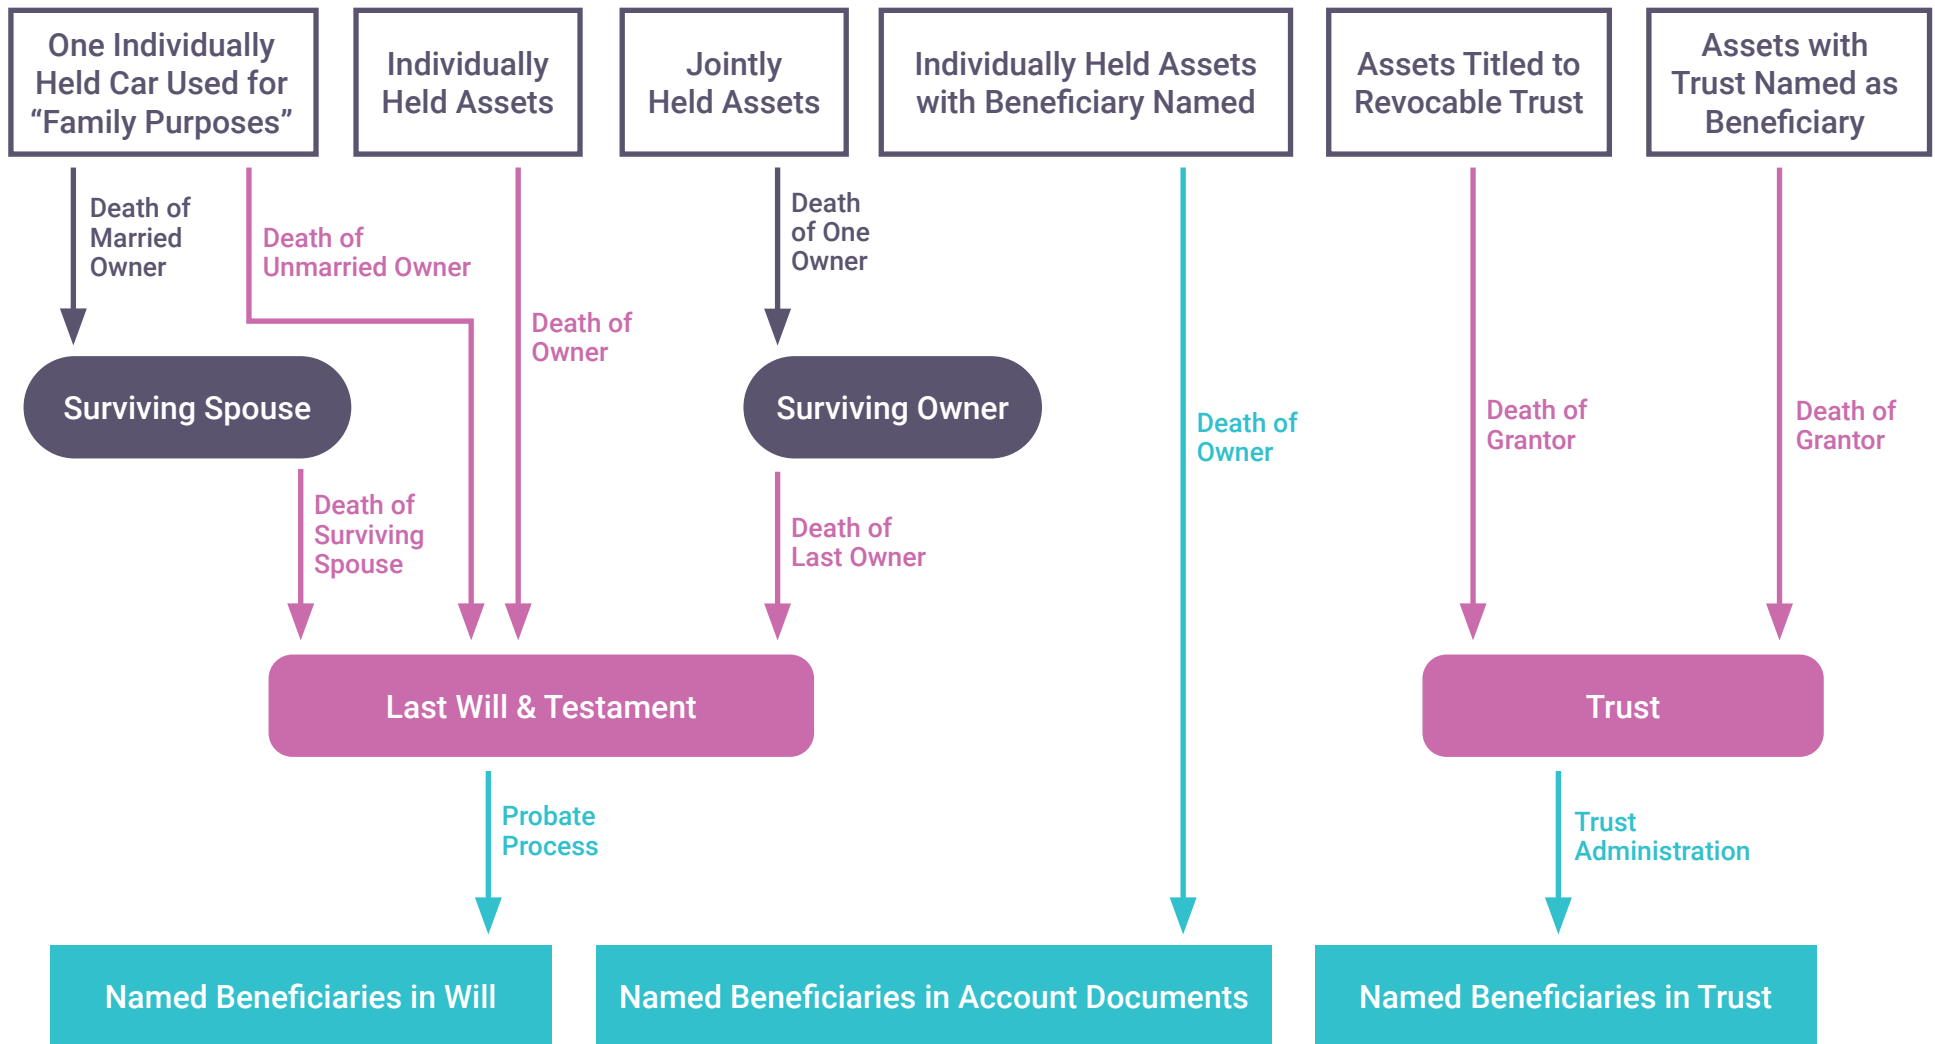 One Individually
Held Car Used for
“Family Purposes”
Individually
Held Assets
Jointly
Held Assets
Individually Held Assets
with Beneficiary Named
Assets Titled to
Revocable Trust
Assets with
Trust Named as
Beneficiary
Death of
Married
Owner
Death of
Unmarried Owner
Death of
Owner
Death
of One
Owner
Death of
Owner
Death of
Grantor
Death of
Grantor
Surviving Spouse
Surviving Owner
Death of
Surviving
Spouse
Death of
Last Owner
Last Will & Testament
Trust
Probate
Process
Trust
Administration
Named Beneficiaries in Will
Named Beneficiaries in Account Documents
Named Beneficiaries in Trust